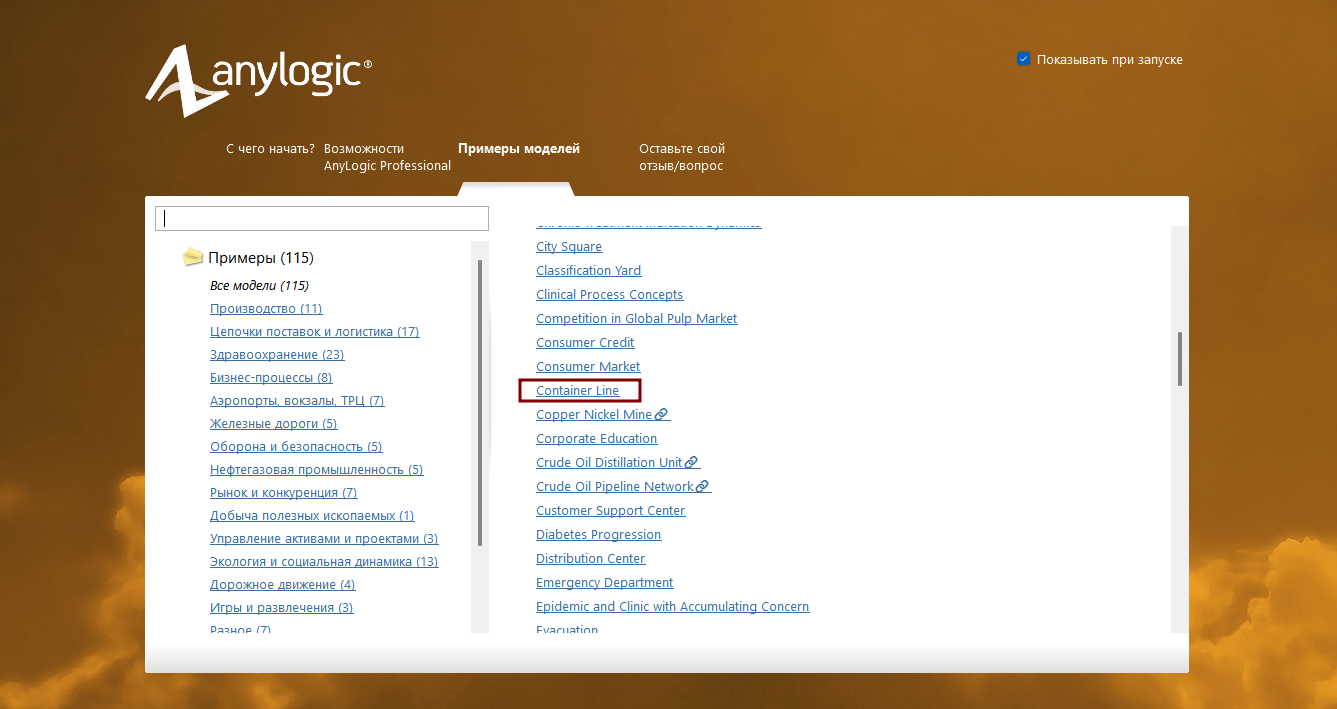 anylogic®
Показывать при запуске
С чего начать?
Возможности
AnyLogic Professional
Примеры моделей
Оставьте свой
отзыв/вопрос
Примеры (115)
Все модели (115)
Производство (11)
Цепочки поставок и логистика (17)
Здравоохранение (23)
Бизнес-процессы (8)
Аэропорты, вокзалы, ТРЦ (7)
Железные дороги (5)
Оборона и безопасность (5)
Нефтегазовая промышленность (5)
Рынок и конкуренция (7)
Добыча полезных ископаемых (1)
Управление активами и проектами (3)
Экология и социальная динамика (13)
Дорожное движение (4)
Игры и развлечения (3)
Разное (7)
Chronic Treatment Indication Dynamics
City Square
Classification Yard
Clinical Process Concepts
Competition in Global Pulp Market
Consumer Credit
Consumer Market
Container Line
Copper Nickel Mine
Corporate Education
Crude Oil Distillation Unit
Crude Oil Pipeline Network
Customer Support Center
Diabetes Progression
Distribution Center
Emergency Department
Epidemic and Clinic with Accumulating Concern
Evacuation